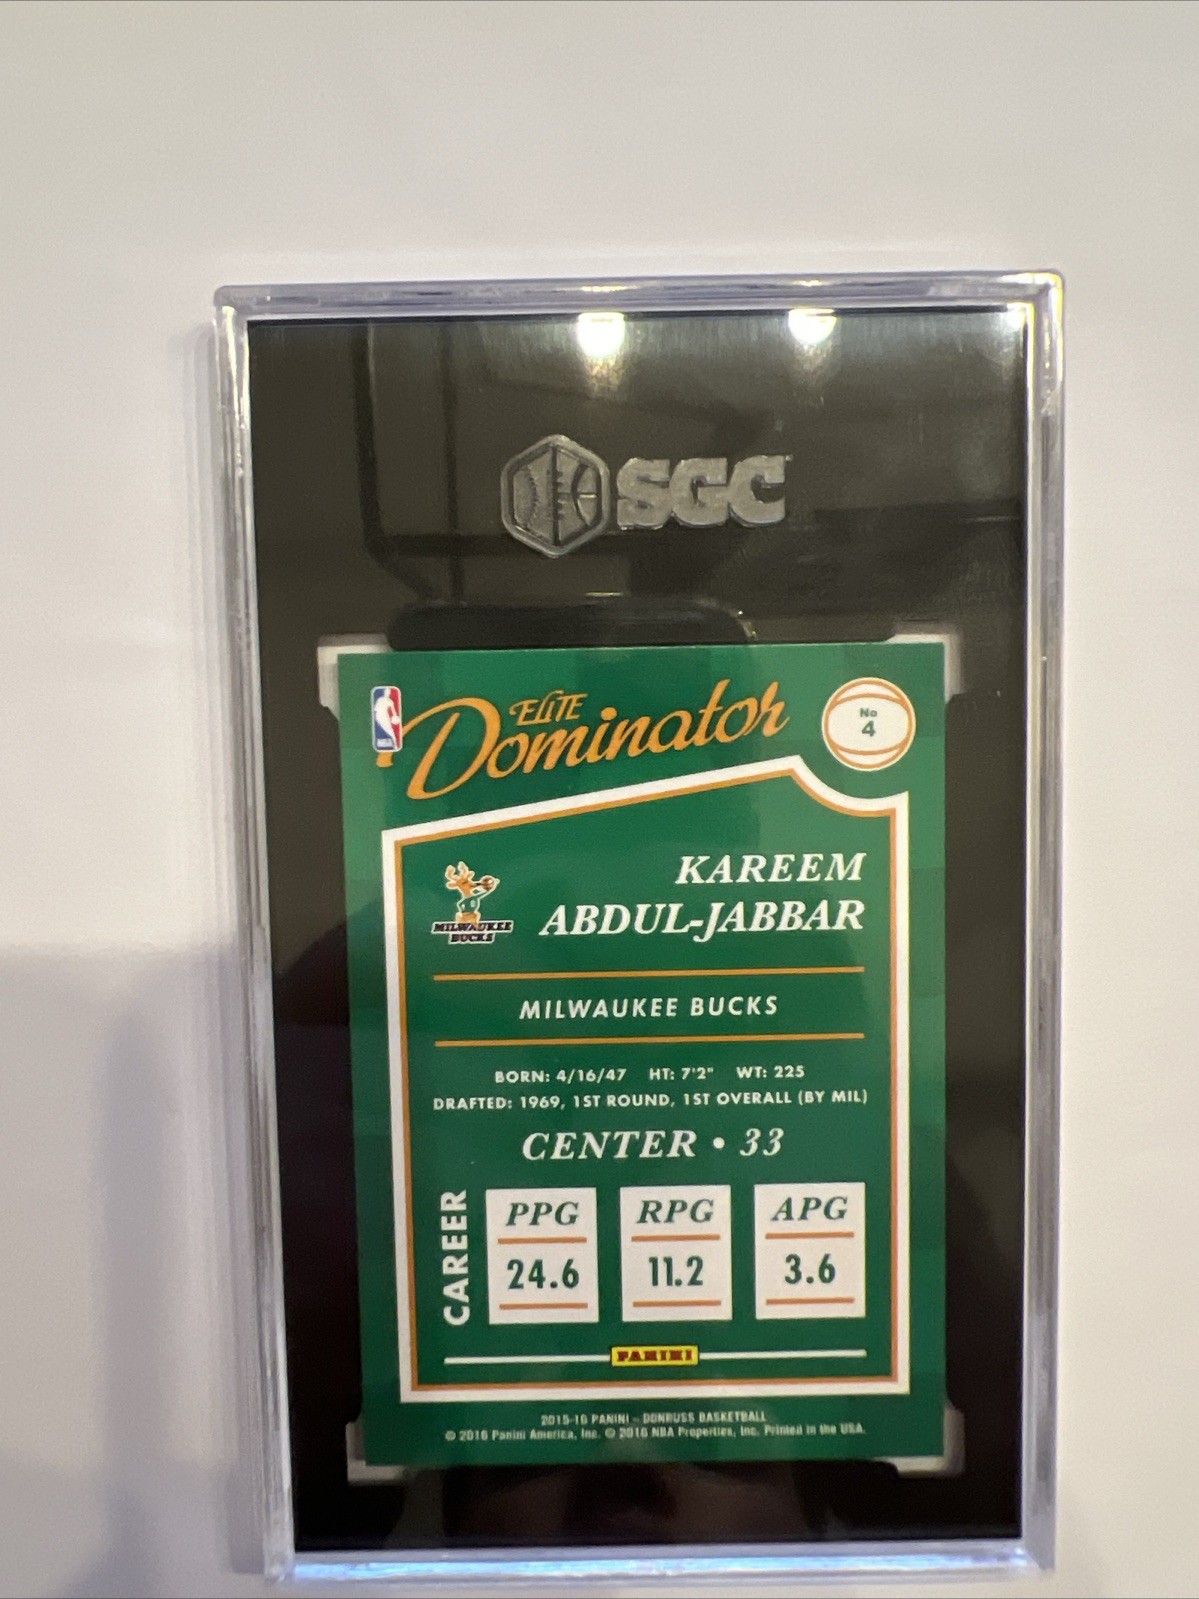 SGC
ELITE
Dominator
No
4
NBA
KAREEM
ABDUL-JABBAR
MILWAUKEE
BUCKS
MILWAUKEE BUCKS
BORN: 4/16/47 HT: 7'2" WT: 225
DRAFTED: 1969, 1ST ROUND, 1ST OVERALL (BY MIL)
CENTER • 33
CAREER
PPG RPG APG
24.6 11.2 3.6
PANINI
2015-16 PANINI – DONRUSS BASKETBALL
© 2016 Panini America, Inc. © 2016 NBA Properties, Inc. Printed in the USA.